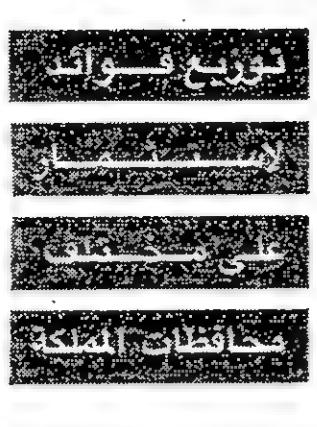 توزيع فوائد
لاستثمار
على مختلف
محافظات المملكة